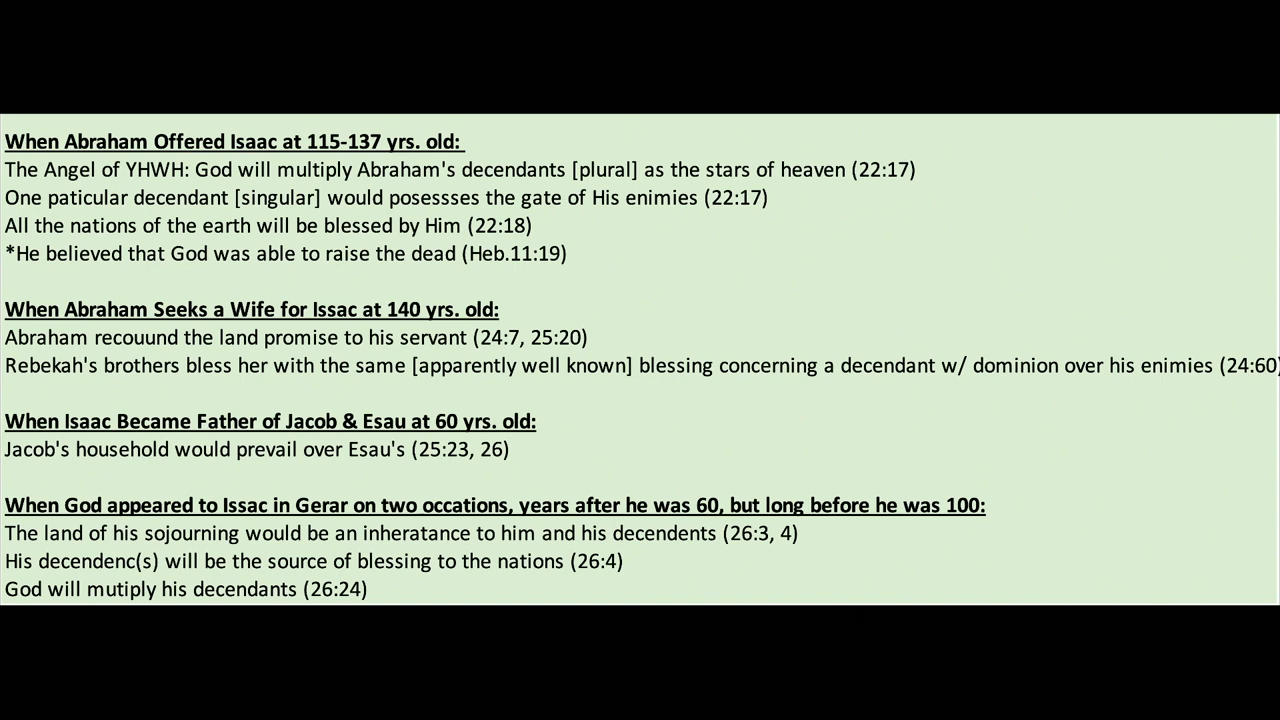 When Abraham Offered Isaac at 115-137 yrs. old:
The Angel of YHWH: God will multiply Abraham's decendants [plural] as the stars of heaven (22:17)
One paticular decendant [singular] would posessses the gate of His enimies (22:17)
All the nations of the earth will be blessed by Him (22:18)
*He believed that God was able to raise the dead (Heb.11:19)
When Abraham Seeks a Wife for Issac at 140 yrs. old:
Abraham recouund the land promise to his servant (24:7, 25:20)
Rebekah's brothers bless her with the same [apparently well known] blessing concerning a decendant w/ dominion over his enimies (24:60)
When Isaac Became Father of Jacob & Esau at 60 yrs. old:
Jacob's household would prevail over Esau's (25:23, 26)
When God appeared to Issac in Gerar on two occations, years after he was 60, but long before he was 100:
The land of his sojourning would be an inheratance to him and his decendents (26:3, 4)
His decendenc(s) will be the source of blessing to the nations (26:4)
God will mutiply his decendants (26:24)